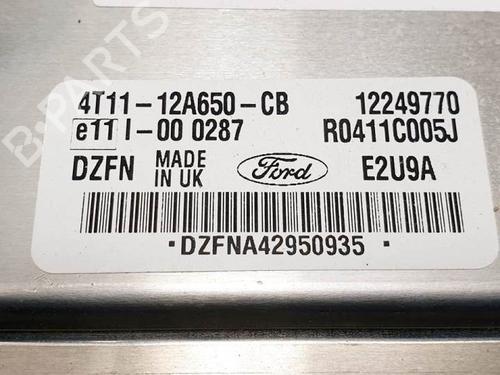 4T11-12A650-CB 12249770
e11 I-00 0287 R0411C005J
DZFN MADE IN UK Ford E2U9A
·DZFNA42950935·
B-PARTS